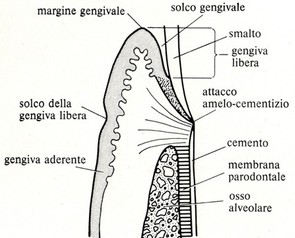 margine gengivale
solco gengivale
smalto
gengiva
libera
attacco
amelo-cementizio
solco della
gengiva libera
cemento
gengiva aderente
membrana
parodontale
osso
alveolare